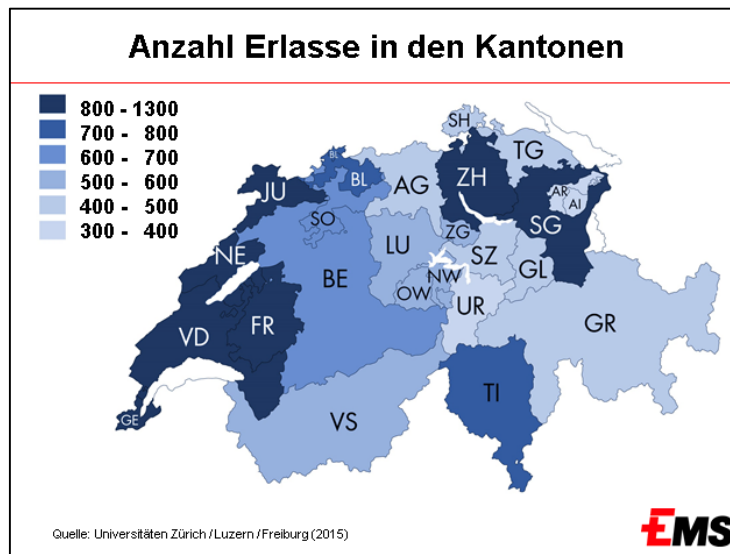 Anzahl Erlasse in den Kantonen
800 - 1300
700 - 800
600 - 700
500 - 600
400 - 500
300 - 400
SH
TG
BL
ZH
AG
BL
JU
AR
AI
SG
SO
ZG
LU
SZ
NE
GL
NW
BE
OW
UR
FR
GR
VD
TI
GE
VS
Quelle: Universitäten Zürich / Luzern / Freiburg (2015)
EMS